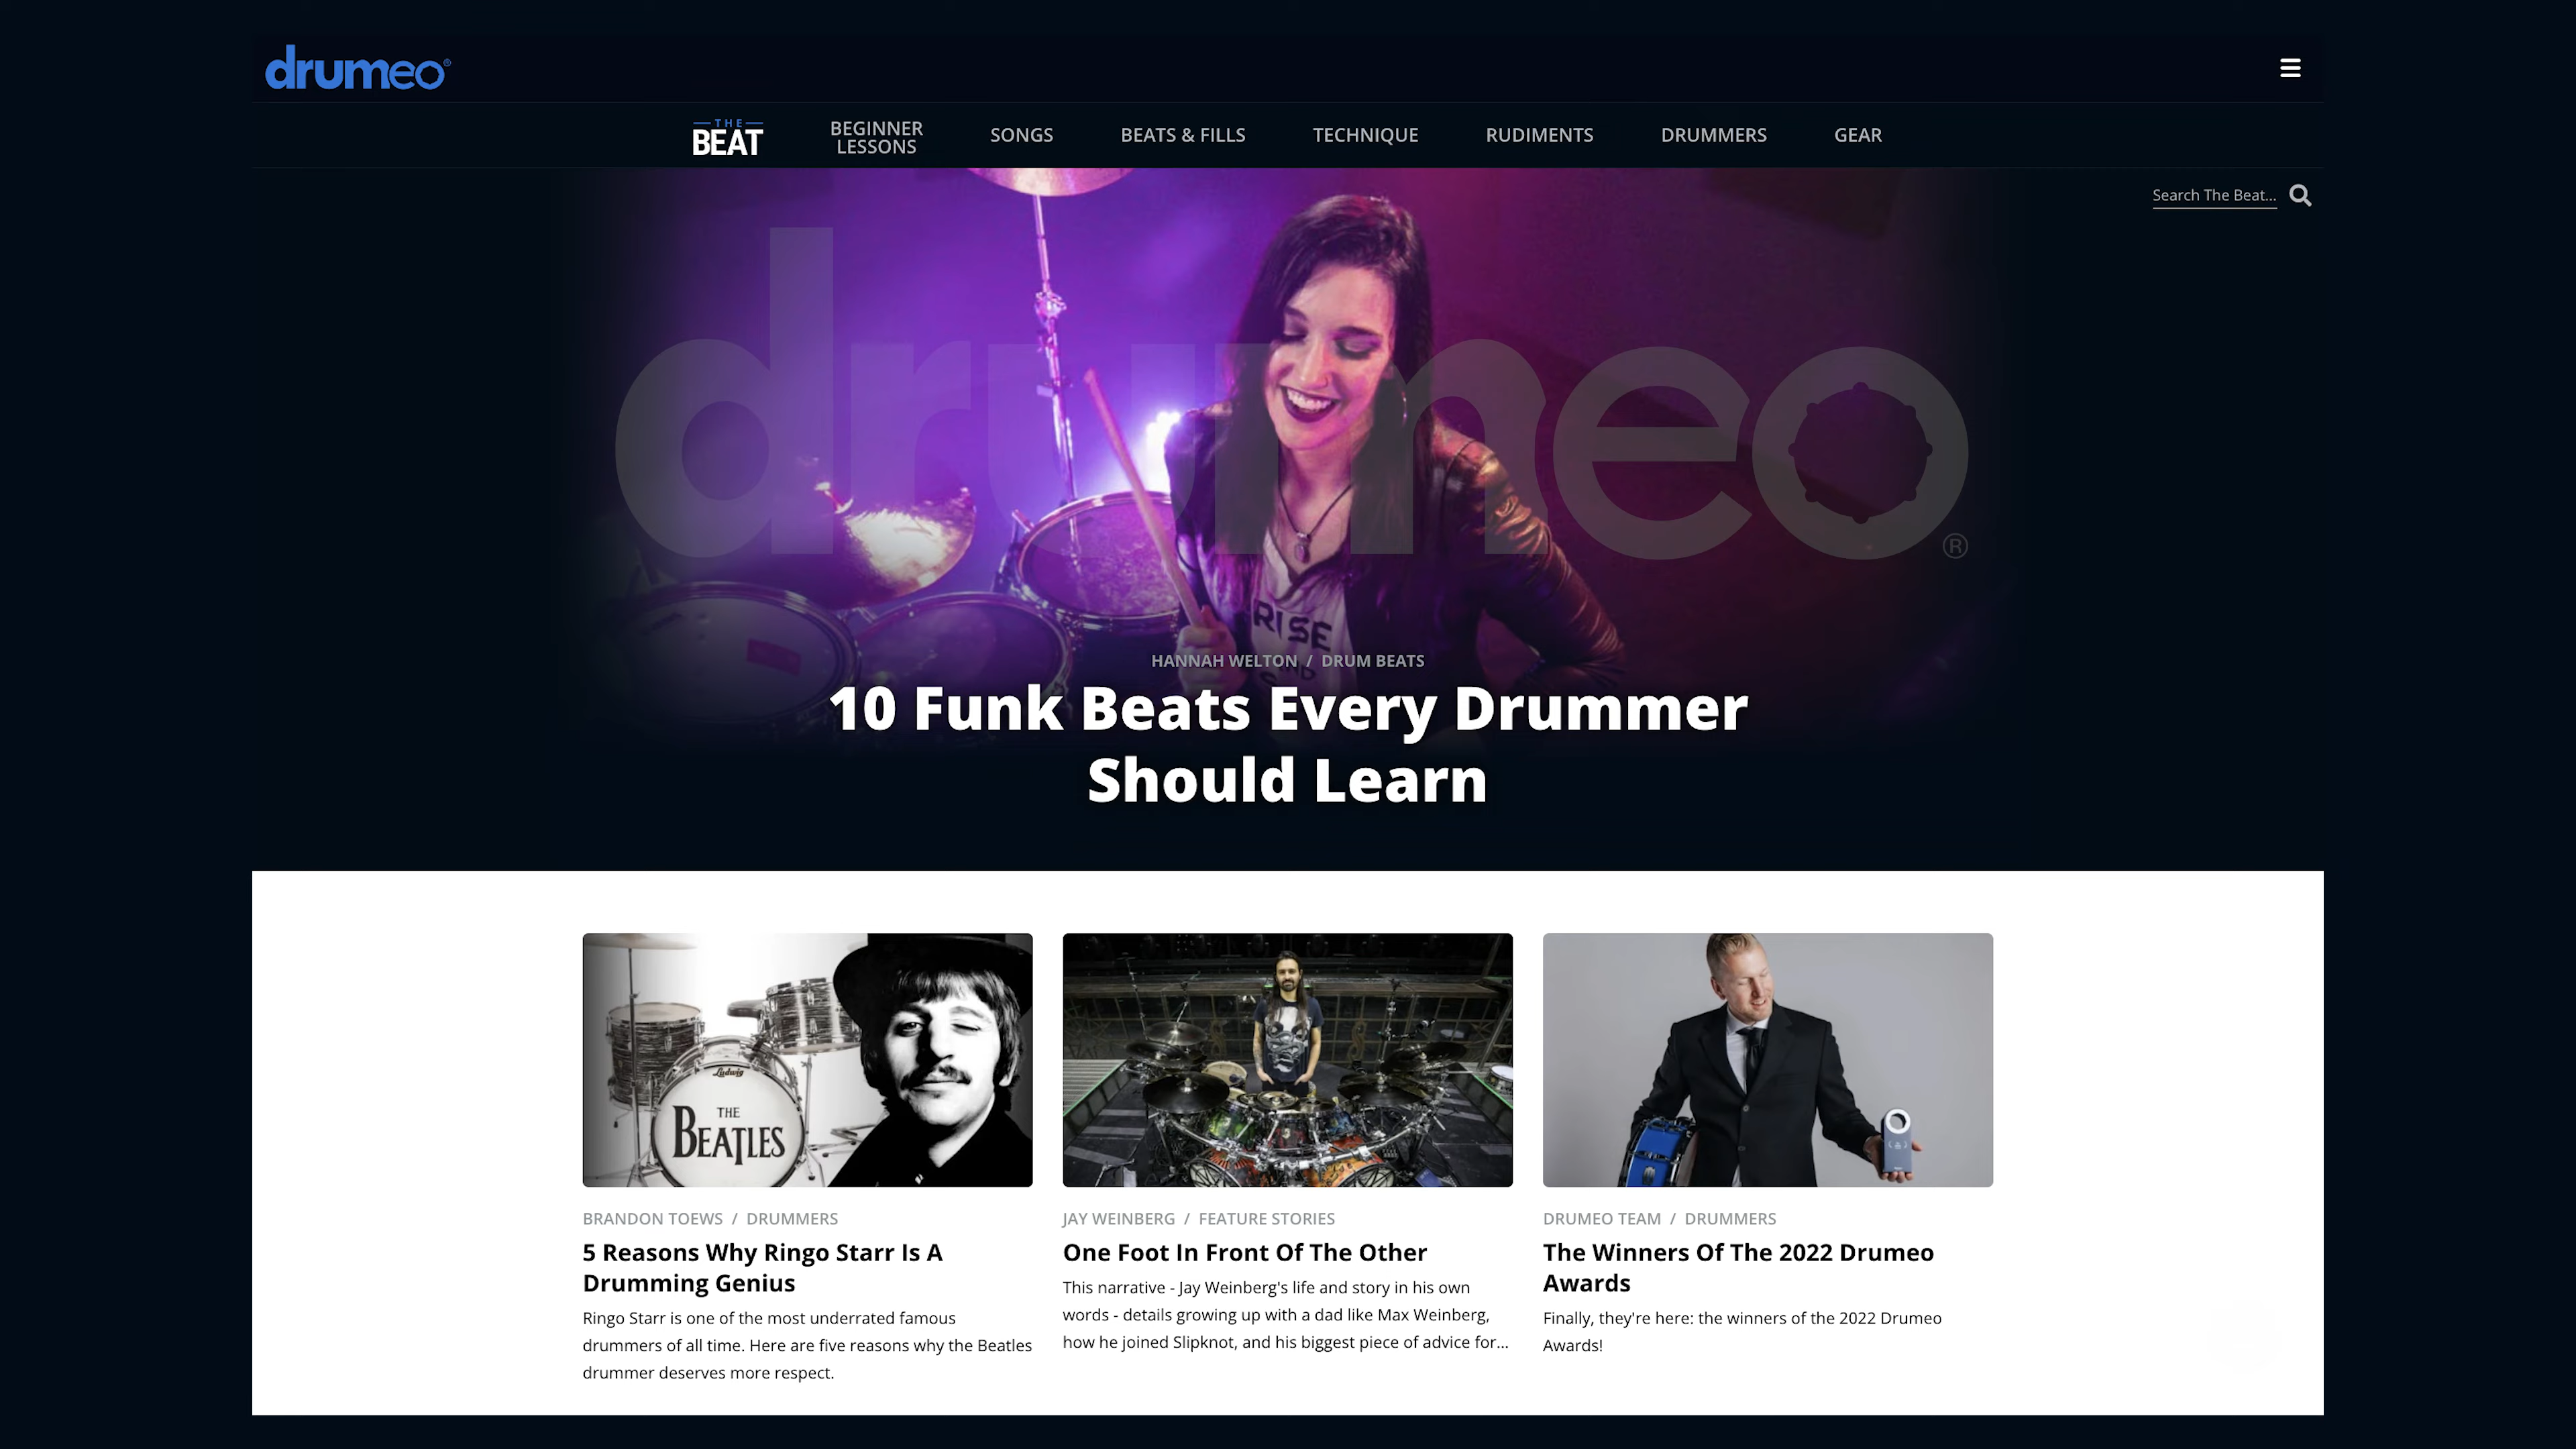 drumeo®
THE
BEAT
BEGINNER
LESSONS
SONGS
BEATS & FILLS
TECHNIQUE
RUDIMENTS
DRUMMERS
GEAR
Search The Beat...
drumeo®
RISE
HANNAH WELTON / DRUM BEATS
10 Funk Beats Every Drummer
Should Learn
Ludwig
THE
BEATLES
BRANDON TOEWS / DRUMMERS
5 Reasons Why Ringo Starr Is A
Drumming Genius
Ringo Starr is one of the most underrated famous
drummers of all time. Here are five reasons why the Beatles
drummer deserves more respect.
JAY WEINBERG / FEATURE STORIES
One Foot In Front Of The Other
This narrative - Jay Weinberg's life and story in his own
words - details growing up with a dad like Max Weinberg,
how he joined Slipknot, and his biggest piece of advice for...
DRUMEO TEAM / DRUMMERS
The Winners Of The 2022 Drumeo
Awards
Finally, they're here: the winners of the 2022 Drumeo
Awards!